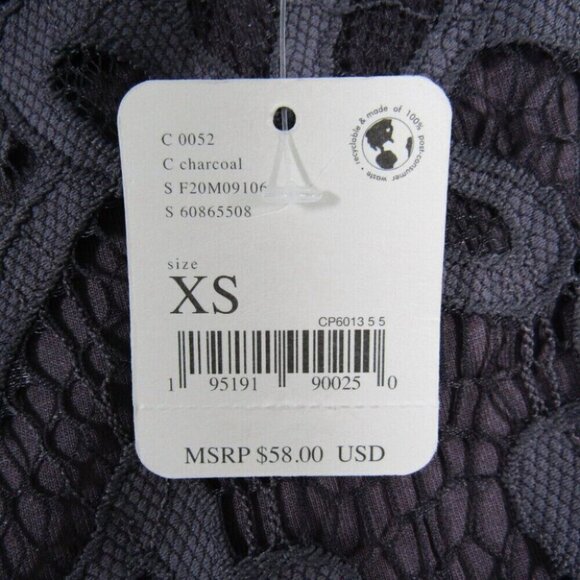 C 0052
C charcoal
S F20M09106
S 60865508
recyclable & made of 100% post-consumer waste
size
XS
CP6013 5 5
1 95191 90025 0
MSRP $58.00 USD